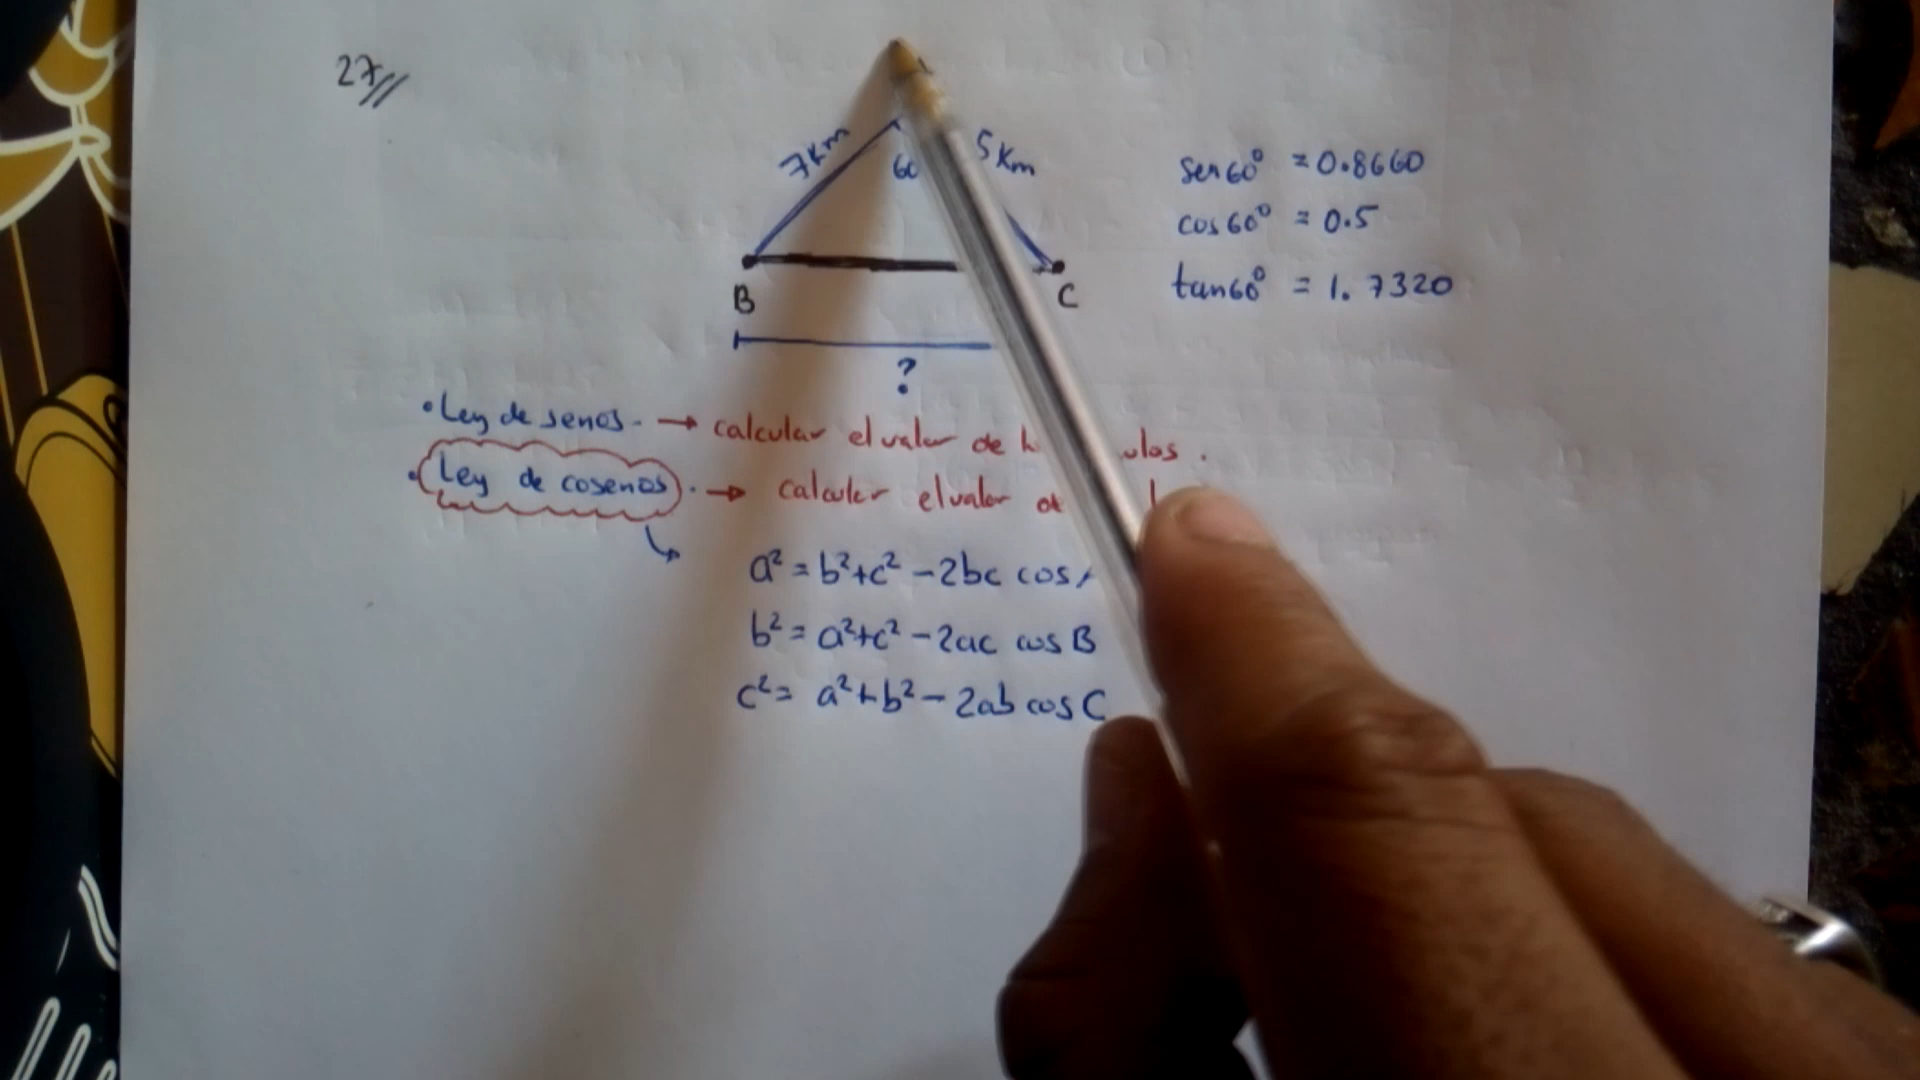 27
7Km 5Km
60
B C
?
sen60° = 0.8660
cos60° = 0.5
tan60° = 1.7320
• Ley de senos. → calcular el valor de
• Ley de cosenos. → calcular el valor
a² = b²+c² - 2bc cos
b² = a²+c² - 2ac cos B
c² = a²+b² - 2ab cos C